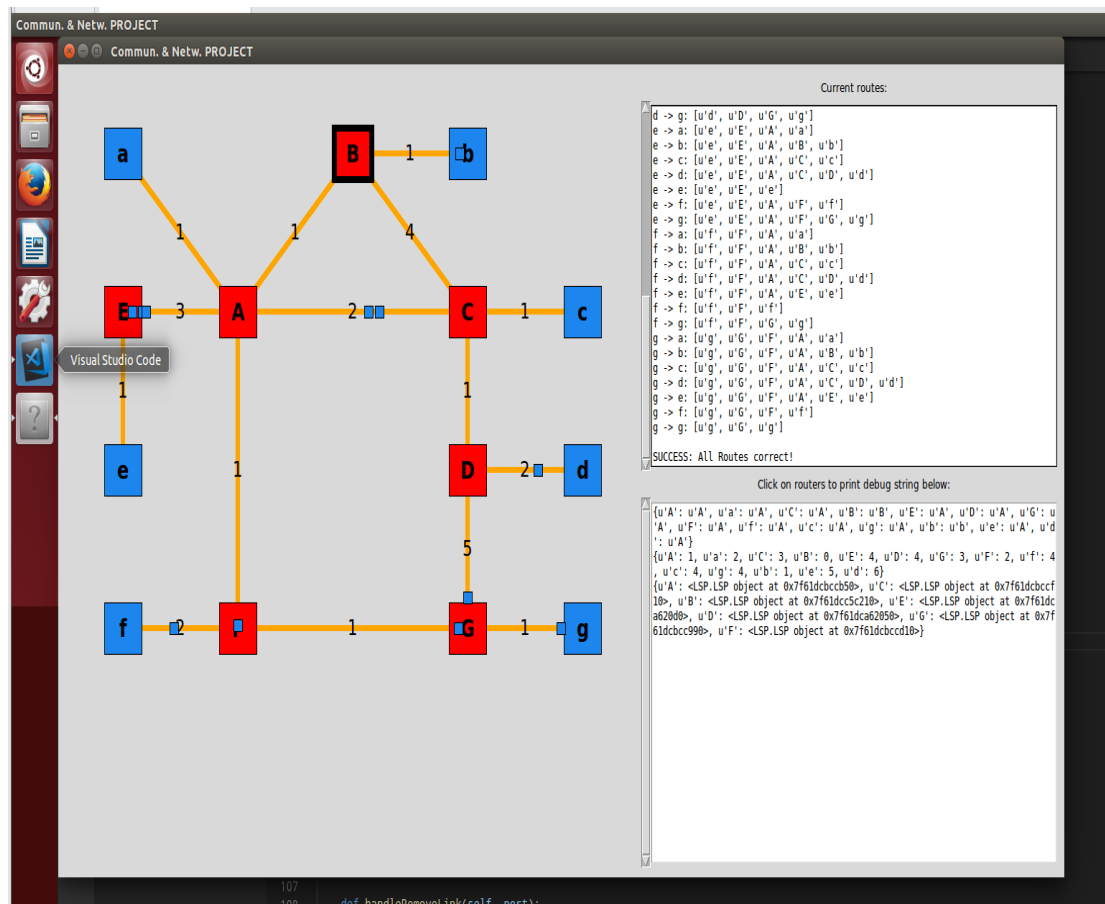 Commun. & Netw. PROJECT
Commun. & Netw. PROJECT
Current routes:
d -> g: [u'd', u'D', u'G', u'g']
e -> a: [u'e', u'E', u'A', u'a']
e -> b: [u'e', u'E', u'A', u'B', u'b']
e -> c: [u'e', u'E', u'A', u'C', u'c']
e -> d: [u'e', u'E', u'A', u'C', u'D', u'd']
e -> e: [u'e', u'E', u'e']
e -> f: [u'e', u'E', u'A', u'F', u'f']
e -> g: [u'e', u'E', u'A', u'F', u'G', u'g']
f -> a: [u'f', u'F', u'A', u'a']
f -> b: [u'f', u'F', u'A', u'B', u'b']
f -> c: [u'f', u'F', u'A', u'C', u'c']
f -> d: [u'f', u'F', u'A', u'C', u'D', u'd']
f -> e: [u'f', u'F', u'A', u'E', u'e']
f -> f: [u'f', u'F', u'f']
f -> g: [u'f', u'F', u'G', u'g']
g -> a: [u'g', u'G', u'F', u'A', u'a']
g -> b: [u'g', u'G', u'F', u'A', u'B', u'b']
g -> c: [u'g', u'G', u'F', u'A', u'C', u'c']
g -> d: [u'g', u'G', u'F', u'A', u'C', u'D', u'd']
g -> e: [u'g', u'G', u'F', u'A', u'E', u'e']
g -> f: [u'g', u'G', u'F', u'f']
g -> g: [u'g', u'G', u'g']
SUCCESS: All Routes correct!
Click on routers to print debug string below:
{u'A': u'A', u'a': u'A', u'C': u'A', u'B': u'B', u'E': u'A', u'D': u'A', u'G': u
'A', u'F': u'A', u'f': u'A', u'c': u'A', u'g': u'A', u'b': u'b', u'e': u'A', u'd
': u'A'}
{u'A': 1, u'a': 2, u'C': 3, u'B': 0, u'E': 4, u'D': 4, u'G': 3, u'F': 2, u'f': 4
, u'c': 4, u'g': 4, u'b': 1, u'e': 5, u'd': 6}
{u'A': <LSP.LSP object at 0x7f61dcbccb50>, u'C': <LSP.LSP object at 0x7f61dcbccf
10>, u'B': <LSP.LSP object at 0x7f61dcc5c210>, u'E': <LSP.LSP object at 0x7f61dc
a620d0>, u'D': <LSP.LSP object at 0x7f61dca62050>, u'G': <LSP.LSP object at 0x7f
61dcbcc990>, u'F': <LSP.LSP object at 0x7f61dcbccd10>}
a B 1 b
1 1 4
E 3 A 2 C 1 c
Visual Studio Code
1 1
e 1 D 2 d
5
f 2 F 1 G 1 g
107
108 def handleRemoveLink(self, port):